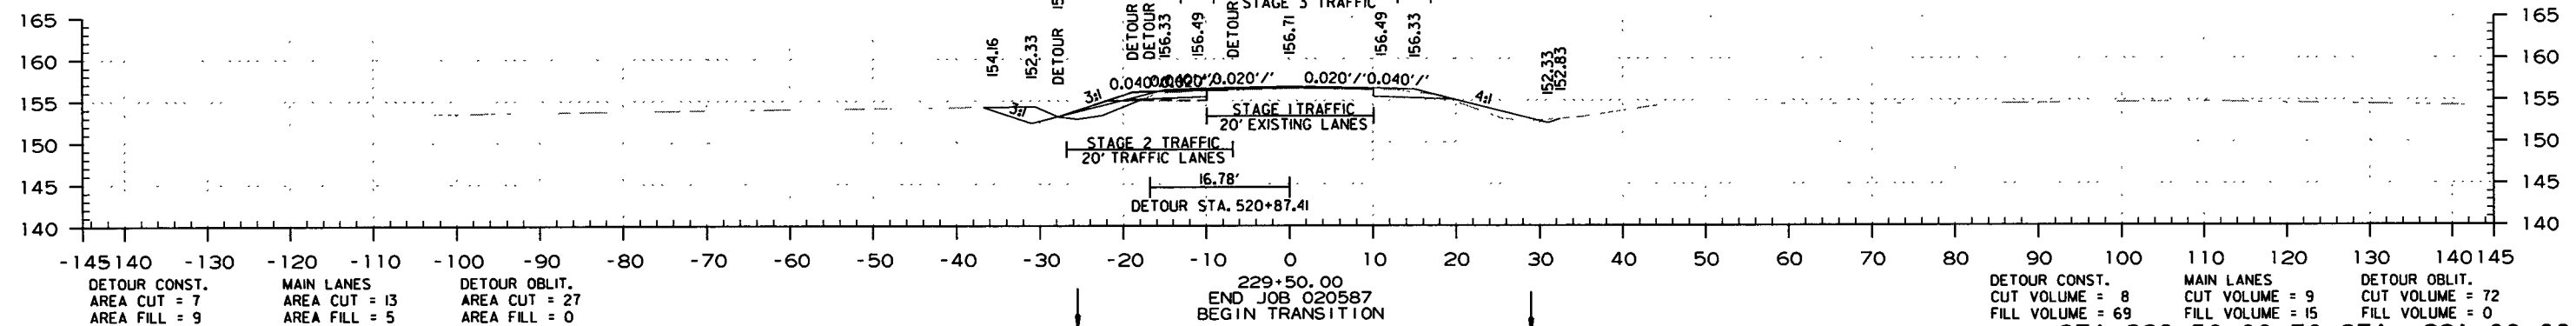 STAGE 3 TRAFFIC
165
160
155
150
145
140
165
160
155
150
145
140
154.16
152.33
DETOUR
DETOUR
DETOUR
156.33
156.49
DETOUR
156.71
156.49
156.33
152.33
152.83
3:1
3:1
0.020'/'
0.020'/'
0.040'/'
4:1
STAGE 1 TRAFFIC
20' EXISTING LANES
STAGE 2 TRAFFIC
20' TRAFFIC LANES
16.78'
DETOUR STA. 520+87.41
-145 140 -130 -120 -110 -100 -90 -80 -70 -60 -50 -40 -30 -20 -10 0 10 20 30 40 50 60 70 80 90 100 110 120 130 140 145
DETOUR CONST.
AREA CUT = 7
AREA FILL = 9
MAIN LANES
AREA CUT = 13
AREA FILL = 5
DETOUR OBLIT.
AREA CUT = 27
AREA FILL = 0
229+50.00
END JOB 020587
BEGIN TRANSITION
DETOUR CONST.
CUT VOLUME = 8
FILL VOLUME = 69
MAIN LANES
CUT VOLUME = 9
FILL VOLUME = 15
DETOUR OBLIT.
CUT VOLUME = 72
FILL VOLUME = 0